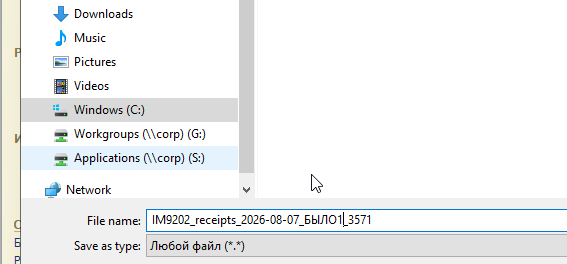 Downloads
Music
Pictures
Videos
Windows (C:)
Workgroups (\\corp) (G:)
Applications (\\corp) (S:)
Network
File name: IM9202_receipts_2026-08-07_БЫЛО1_3571
Save as type: Любой файл (*.*)